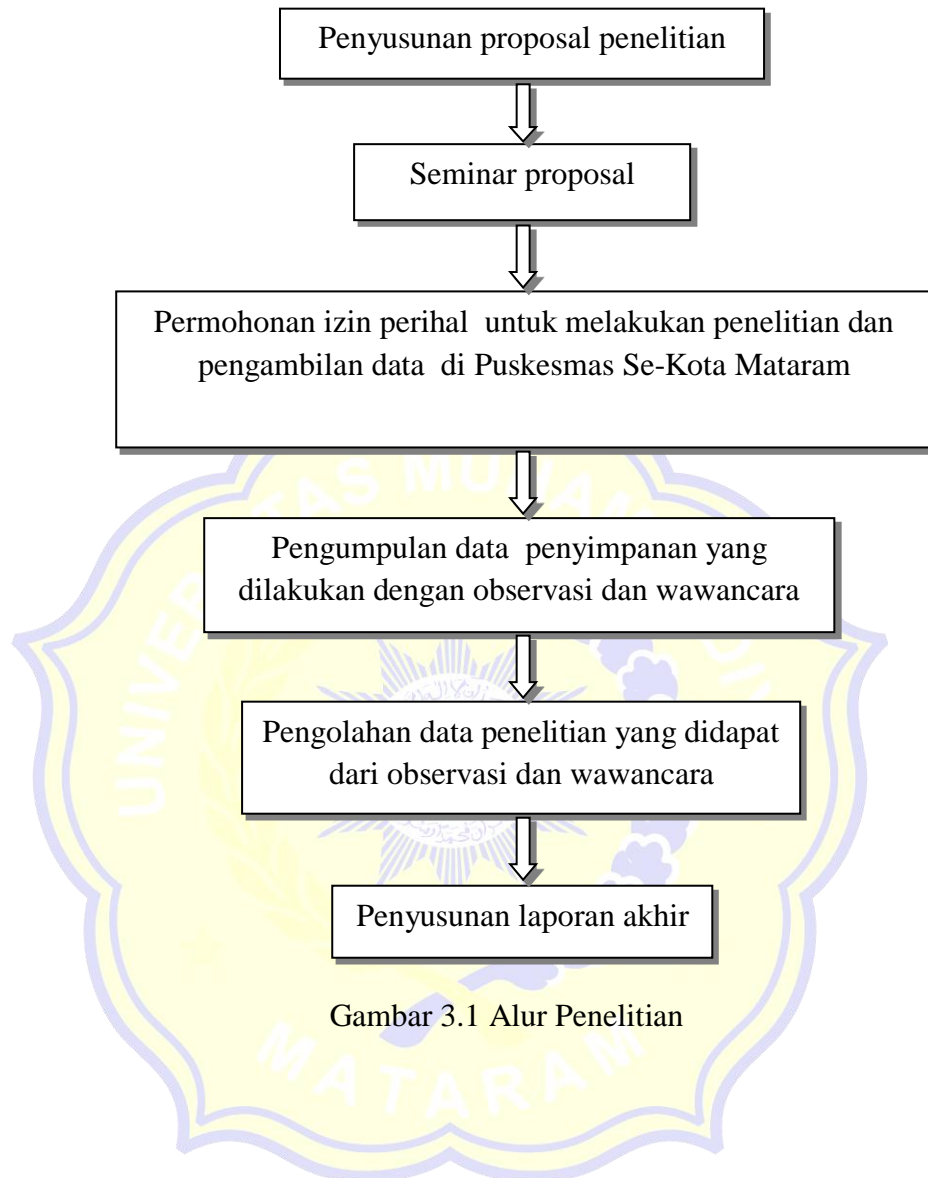 Penyusunan proposal penelitian
Seminar proposal
Permohonan izin perihal untuk melakukan penelitian dan
pengambilan data di Puskesmas Se-Kota Mataram
Pengumpulan data penyimpanan yang
dilakukan dengan observasi dan wawancara
Pengolahan data penelitian yang didapat
dari observasi dan wawancara
Penyusunan laporan akhir
Gambar 3.1 Alur Penelitian
MATARAM